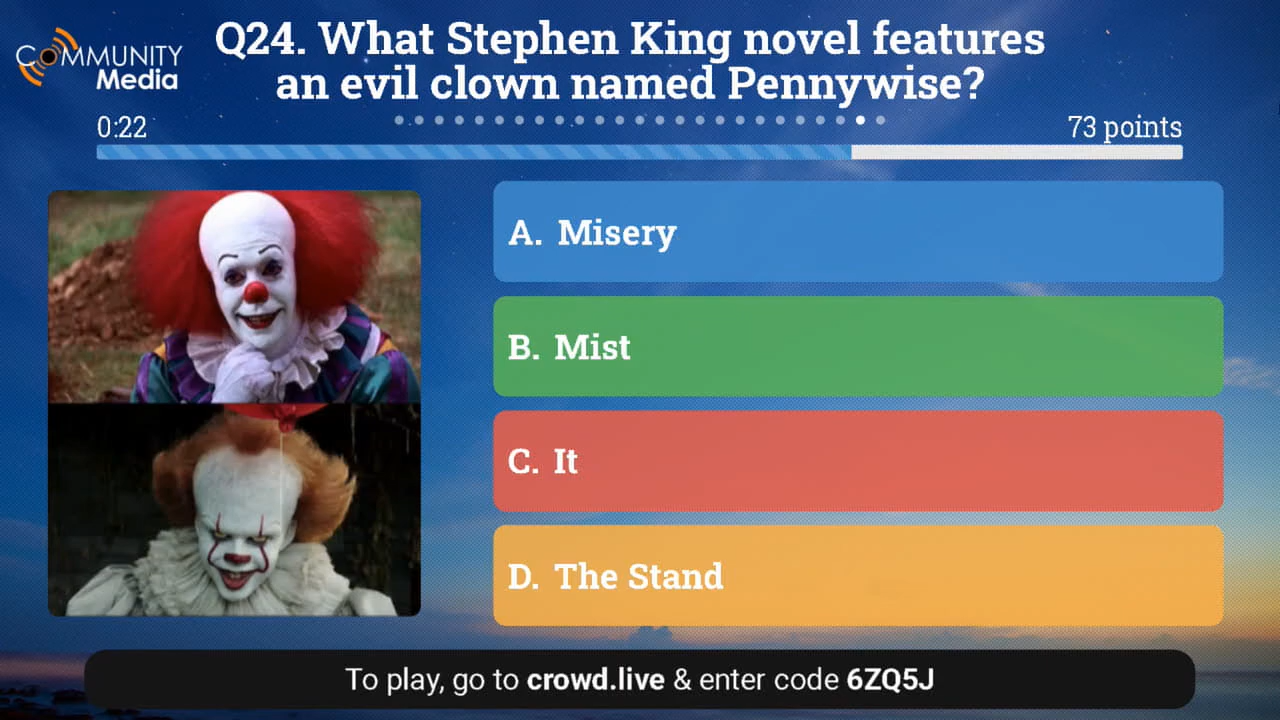 COMMUNITY
Media
Q24. What Stephen King novel features
an evil clown named Pennywise?
0:22
73 points
A. Misery
B. Mist
C. It
D. The Stand
To play, go to crowd.live & enter code 6ZQ5J